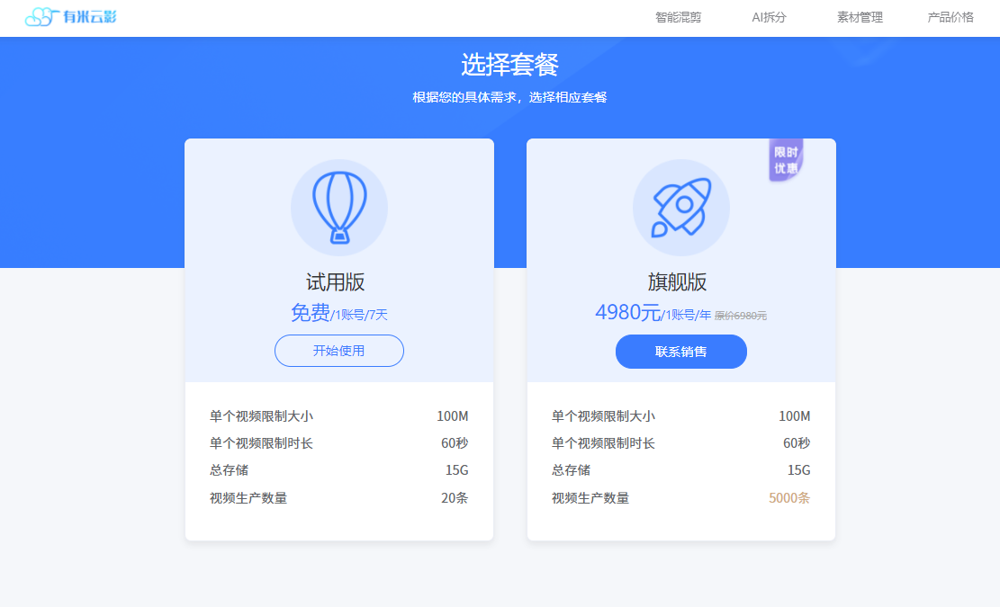 有米云影
智能混剪 AI拆分 素材管理 产品价格
选择套餐
根据您的具体需求，选择相应套餐
试用版
免费/1账号/7天
开始使用
单个视频限制大小 100M
单个视频限制时长 60秒
总存储 15G
视频生产数量 20条
限时
优惠
旗舰版
4980元/1账号/年 原价6980元
联系销售
单个视频限制大小 100M
单个视频限制时长 60秒
总存储 15G
视频生产数量 5000条